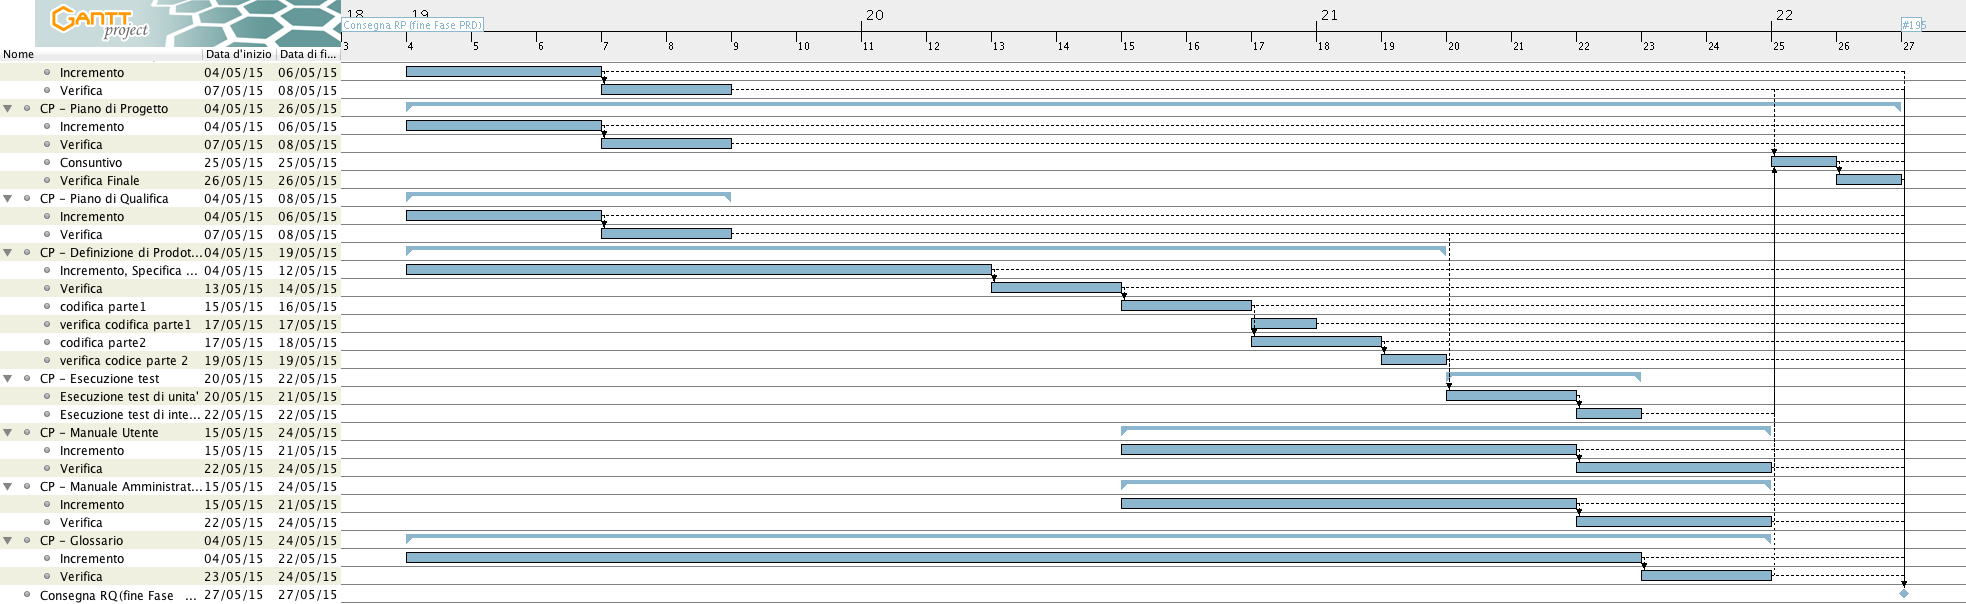 GANTT
project
18 19 20 21 22
Consegna RP (fine Fase PRD)
#195
3 4 5 6 7 8 9 10 11 12 13 14 15 16 17 18 19 20 21 22 23 24 25 26 27
Nome Data d'inizio Data di fi...
Incremento 04/05/15 06/05/15
Verifica 07/05/15 08/05/15
CP - Piano di Progetto 04/05/15 26/05/15
Incremento 04/05/15 06/05/15
Verifica 07/05/15 08/05/15
Consuntivo 25/05/15 25/05/15
Verifica Finale 26/05/15 26/05/15
CP - Piano di Qualifica 04/05/15 08/05/15
Incremento 04/05/15 06/05/15
Verifica 07/05/15 08/05/15
CP - Definizione di Prodot... 04/05/15 19/05/15
Incremento, Specifica ... 04/05/15 12/05/15
Verifica 13/05/15 14/05/15
codifica parte1 15/05/15 16/05/15
verifica codifica parte1 17/05/15 17/05/15
codifica parte2 17/05/15 18/05/15
verifica codice parte 2 19/05/15 19/05/15
CP - Esecuzione test 20/05/15 22/05/15
Esecuzione test di unita' 20/05/15 21/05/15
Esecuzione test di inte... 22/05/15 22/05/15
CP - Manuale Utente 15/05/15 24/05/15
Incremento 15/05/15 21/05/15
Verifica 22/05/15 24/05/15
CP - Manuale Amministrat... 15/05/15 24/05/15
Incremento 15/05/15 21/05/15
Verifica 22/05/15 24/05/15
CP - Glossario 04/05/15 24/05/15
Incremento 04/05/15 22/05/15
Verifica 23/05/15 24/05/15
Consegna RQ(fine Fase ... 27/05/15 27/05/15